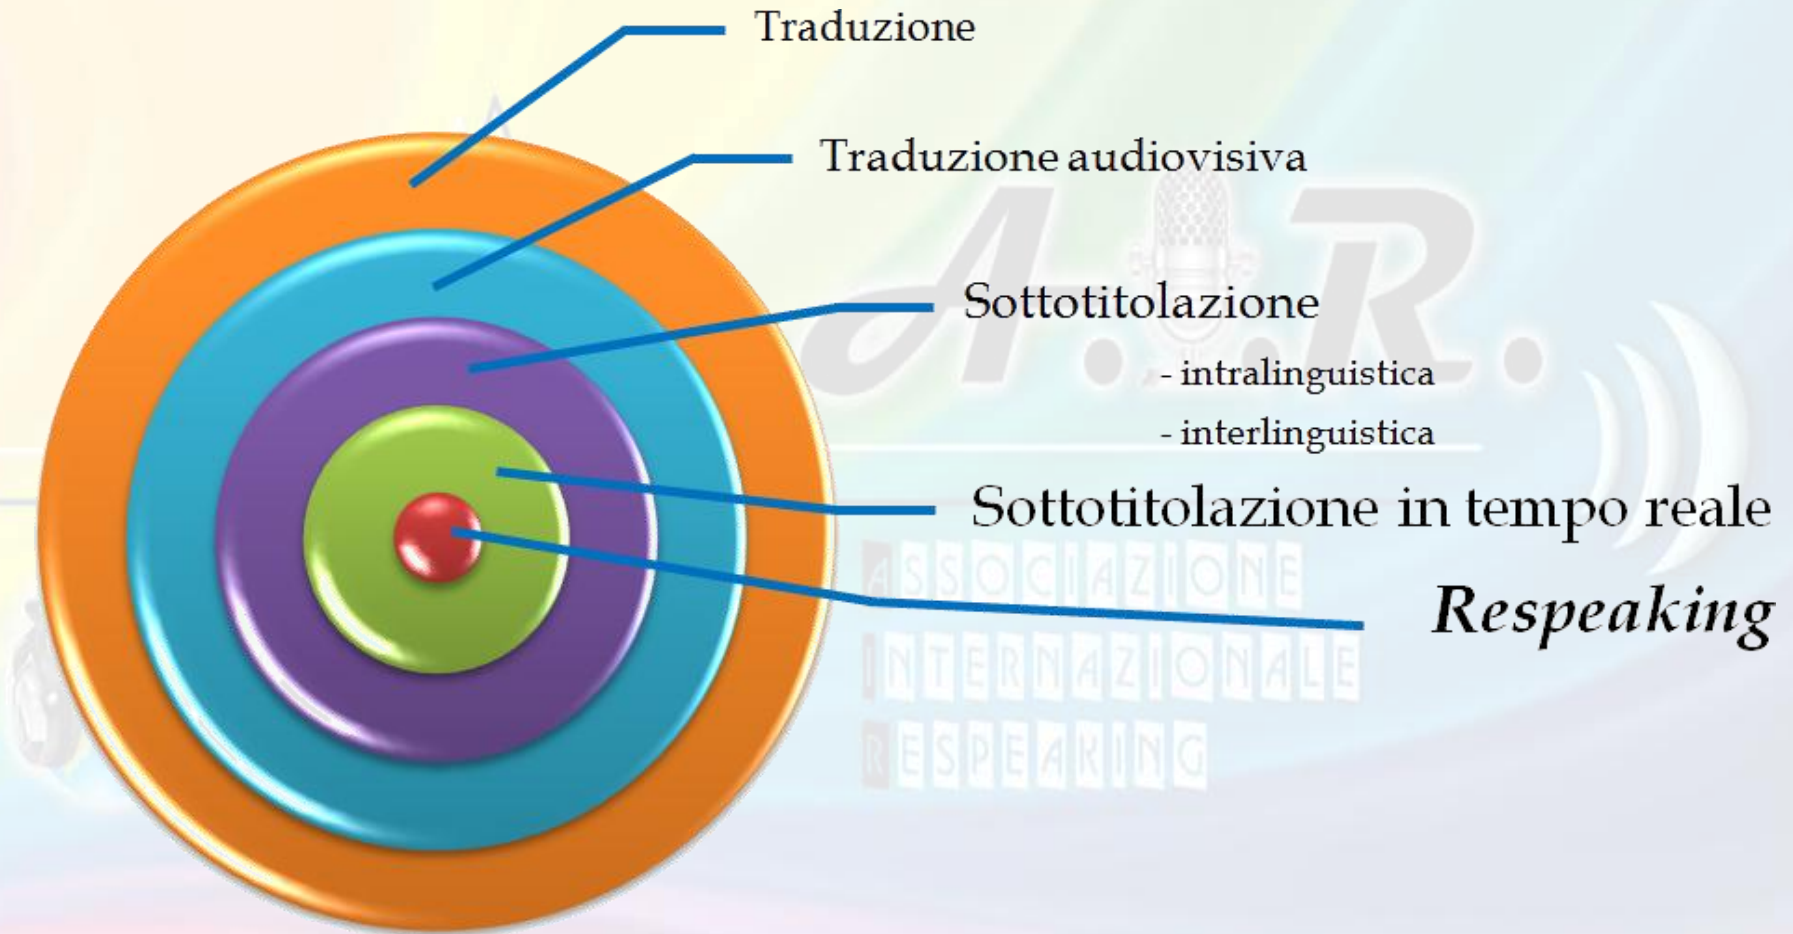 Traduzione
Traduzione audiovisiva
Sottotitolazione
- intralinguistica
- interlinguistica
Sottotitolazione in tempo reale
Respeaking
A.I.R.
ASSOCIAZIONE
INTERNAZIONALE
RESPEAKING